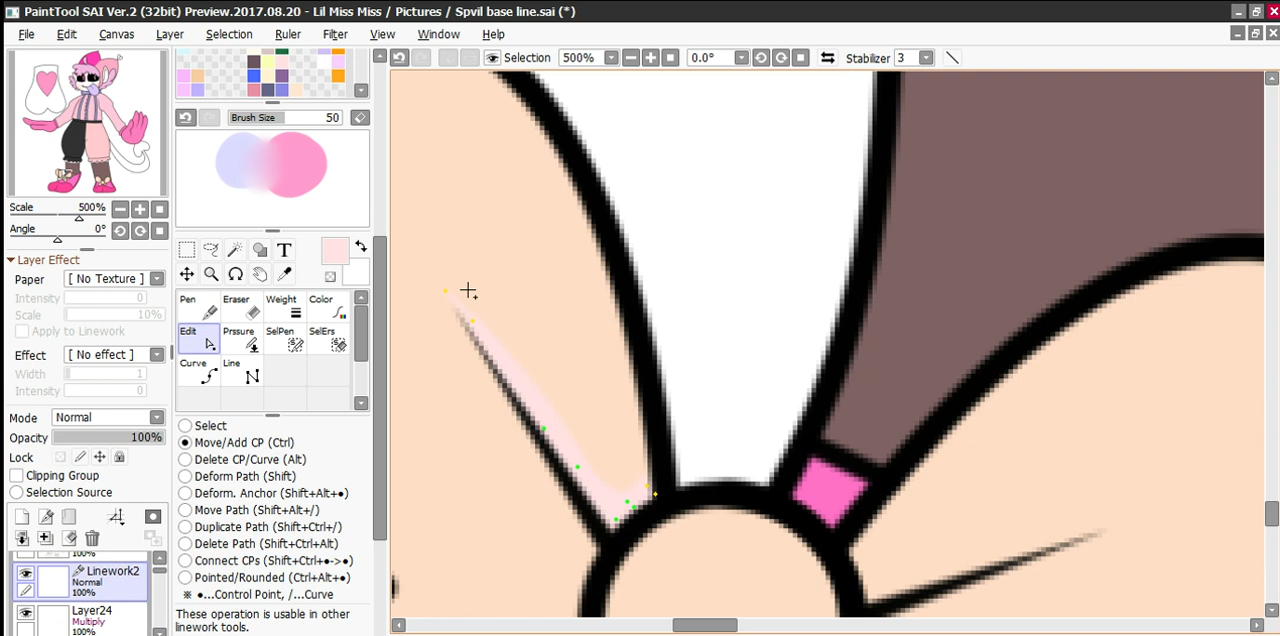 PaintTool SAI Ver.2 (32bit) Preview.2017.08.20 - Lil Miss Miss / Pictures / Spvil base line.sai (*)
File Edit Canvas Layer Selection Ruler Filter View Window Help
Selection 500% 0.0° Stabilizer 3
Brush Size 50
Scale 500%
Angle 0°
Layer Effect
Paper [ No Texture ]
Intensity 0
Scale 10%
Apply to Linework
Effect [ No effect ]
Width 1
Intensity 0
Mode Normal
Opacity 100%
Lock
Clipping Group
Selection Source
100%
Linework2
Normal
100%
Layer24
Multiply
100%
T
Pen Eraser Weight Color
Edit Prssure SelPen SelErs
Curve Line
Select
Move/Add CP (Ctrl)
Delete CP/Curve (Alt)
Deform Path (Shift)
Deform. Anchor (Shift+Alt+●)
Move Path (Shift+Alt+/)
Duplicate Path (Shift+Ctrl+/)
Delete Path (Shift+Ctrl+Alt)
Connect CPs (Shift+Ctrl+●->●)
Pointed/Rounded (Ctrl+Alt+●)
※ ●...Control Point, /...Curve
These operation is usable in other
linework tools.